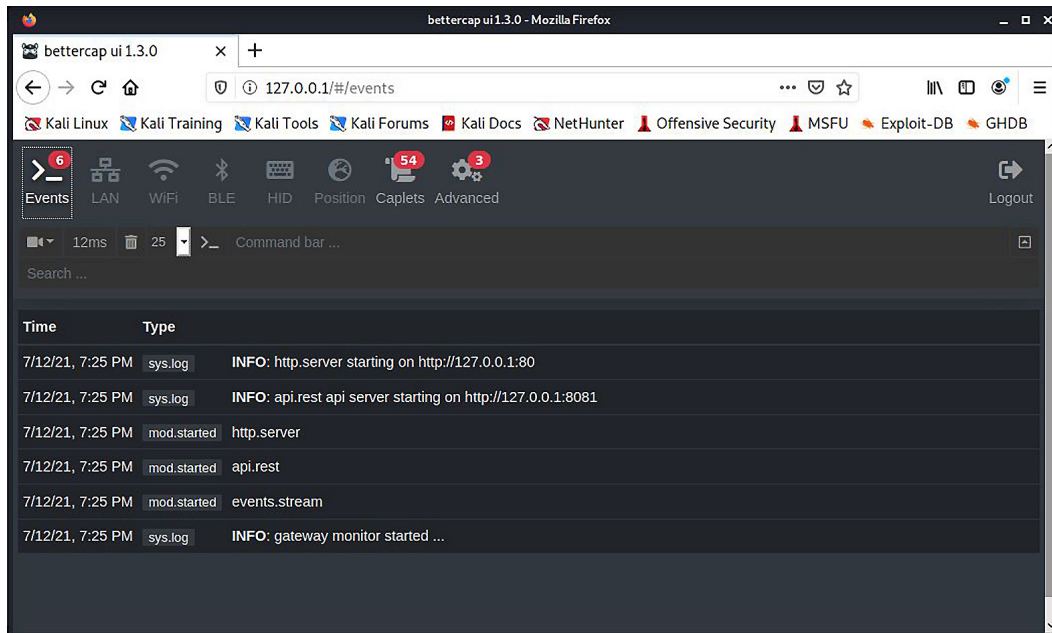 bettercap ui 1.3.0 - Mozilla Firefox
bettercap ui 1.3.0
127.0.0.1/#/events
Kali Linux Kali Training Kali Tools Kali Forums Kali Docs NetHunter Offensive Security MSFU Exploit-DB GHDB
6 54 3
Events LAN WiFi BLE HID Position Caplets Advanced Logout
12ms 25 Command bar ...
Search ...
Time Type
7/12/21, 7:25 PM sys.log INFO: http.server starting on http://127.0.0.1:80
7/12/21, 7:25 PM sys.log INFO: api.rest api server starting on http://127.0.0.1:8081
7/12/21, 7:25 PM mod.started http.server
7/12/21, 7:25 PM mod.started api.rest
7/12/21, 7:25 PM mod.started events.stream
7/12/21, 7:25 PM sys.log INFO: gateway monitor started ...